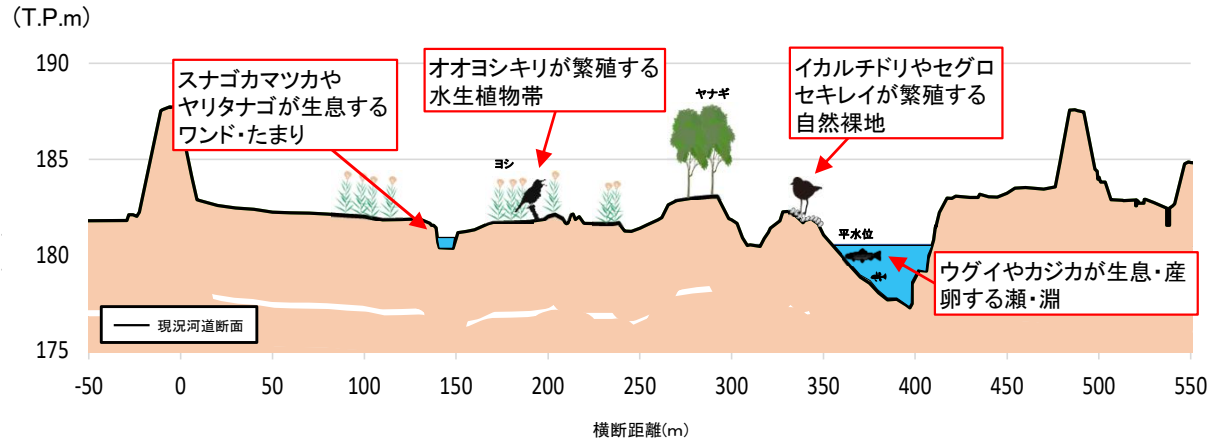 (T.P.m)
190
185
180
175
スナゴカマツカや
ヤリタナゴが生息する
ワンド・たまり
オオヨシキリが繁殖する
水生植物帯
イカルチドリやセグロ
セキレイが繁殖する
自然裸地
ヤナギ
ヨシ
平水位
ウグイやカジカが生息・産
卵する瀬・淵
現況河道断面
-50
0
50
100
150
200
250
300
350
400
450
500
550
横断距離(m)